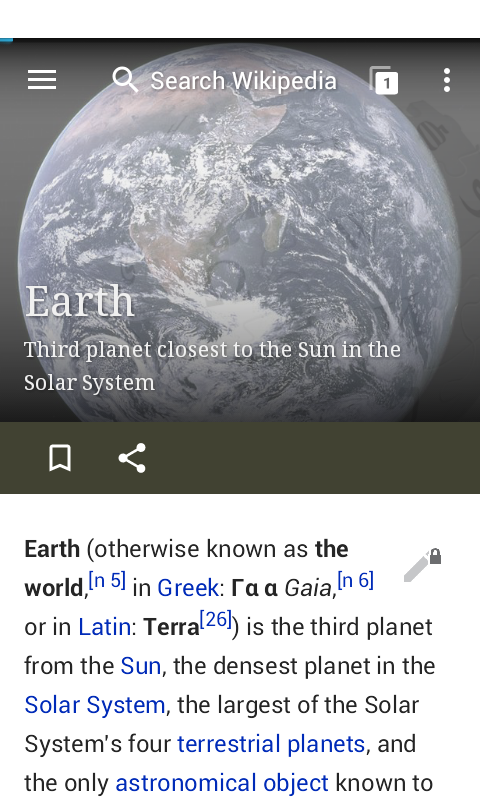 Search Wikipedia
1
Earth
Third planet closest to the Sun in the
Solar System
Earth (otherwise known as the
world,[n 5] in Greek: Γα α Gaia,[n 6]
or in Latin: Terra[26]) is the third planet
from the Sun, the densest planet in the
Solar System, the largest of the Solar
System's four terrestrial planets, and
the only astronomical object known to